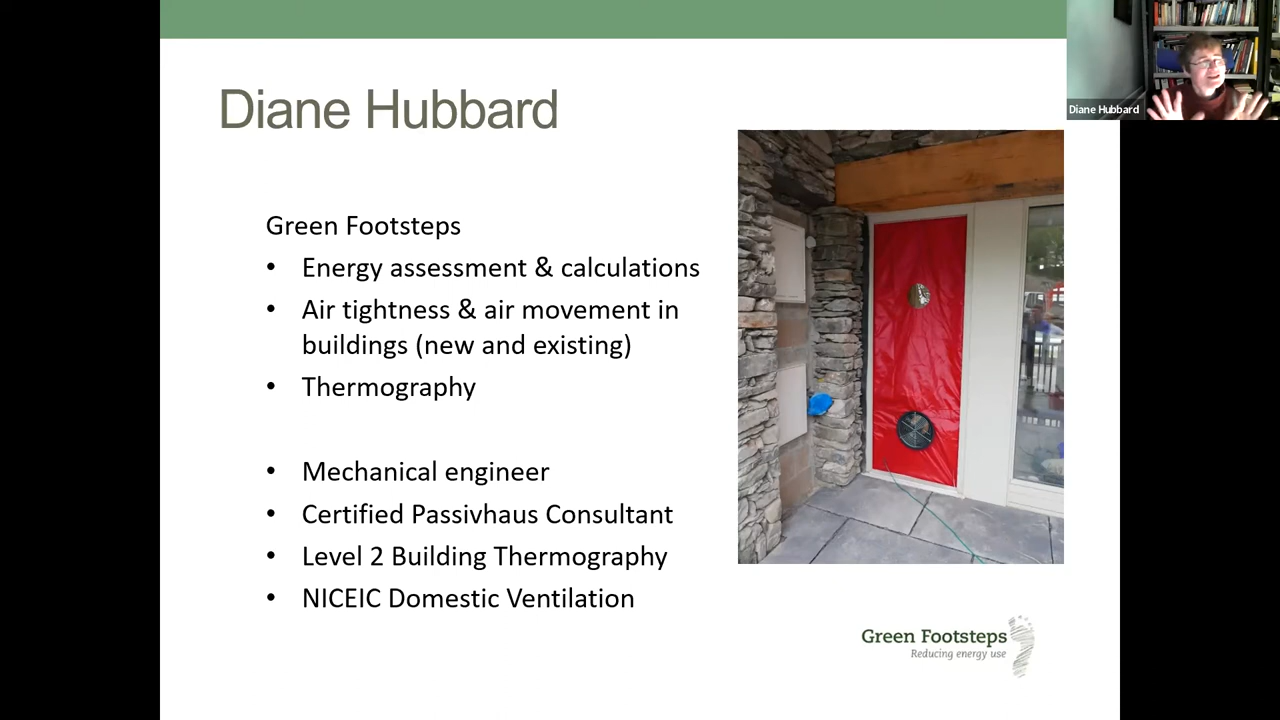 Diane Hubbard
Diane Hubbard
Green Footsteps
• Energy assessment & calculations
• Air tightness & air movement in
buildings (new and existing)
• Thermography
• Mechanical engineer
• Certified Passivhaus Consultant
• Level 2 Building Thermography
• NICEIC Domestic Ventilation
Green Footsteps
Reducing energy use